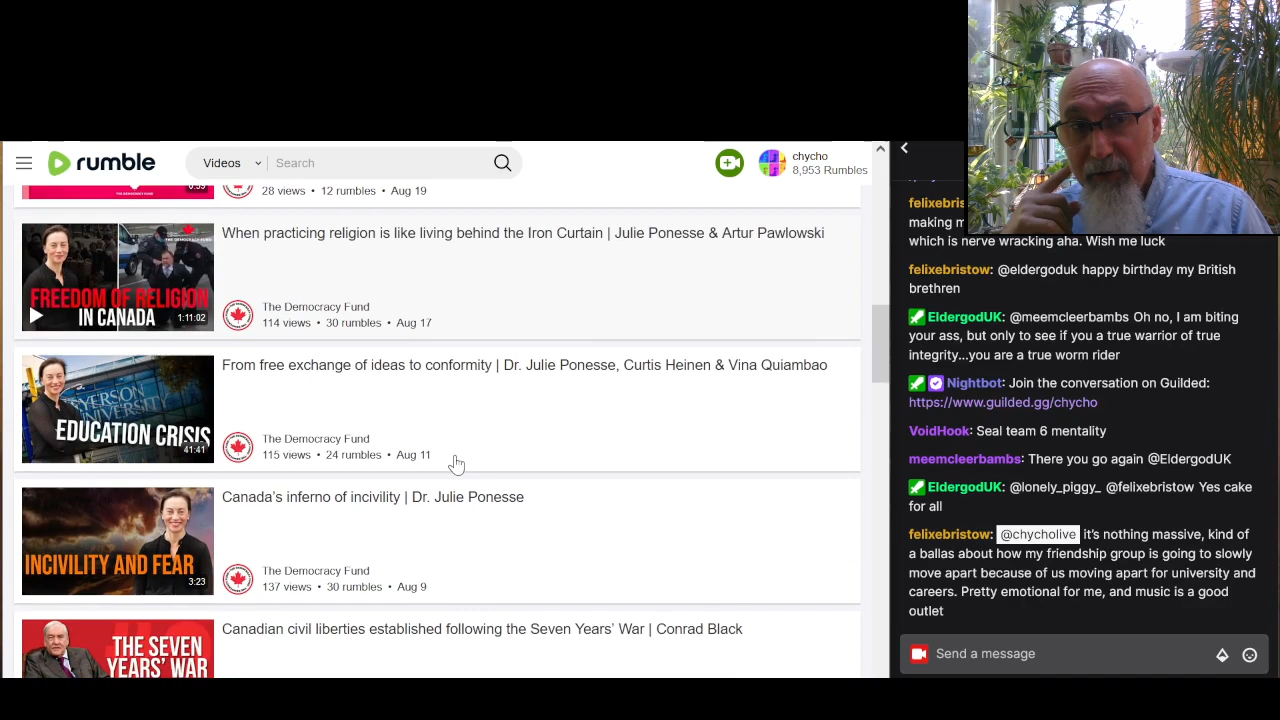 rumble
Videos
Search
chycho
8,953 Rumbles
0:59
28 views • 12 rumbles • Aug 19
FREEDOM OF RELIGION
IN CANADA
1:11:02
When practicing religion is like living behind the Iron Curtain | Julie Ponesse & Artur Pawlowski
The Democracy Fund
114 views • 30 rumbles • Aug 17
EDUCATION CRISIS
41:41
From free exchange of ideas to conformity | Dr. Julie Ponesse, Curtis Heinen & Vina Quiambao
The Democracy Fund
115 views • 24 rumbles • Aug 11
INCIVILITY AND FEAR
3:23
Canada’s inferno of incivility | Dr. Julie Ponesse
The Democracy Fund
137 views • 30 rumbles • Aug 9
THE SEVEN
YEARS’ WAR
Canadian civil liberties established following the Seven Years’ War | Conrad Black
making m
which is nerve wracking aha. Wish me luck
felixebristow: @eldergoduk happy birthday my British
brethren
EldergodUK: @meemcleerbambs Oh no, I am biting
your ass, but only to see if you a true warrior of true
integrity...you are a true worm rider
Nightbot: Join the conversation on Guilded:
https://www.guilded.gg/chycho
VoidHook: Seal team 6 mentality
meemcleerbambs: There you go again @EldergodUK
EldergodUK: @lonely_piggy_ @felixebristow Yes cake
for all
felixebristow: @chycholive it's nothing massive, kind of
a ballas about how my friendship group is going to slowly
move apart because of us moving apart for university and
careers. Pretty emotional for me, and music is a good
outlet
Send a message